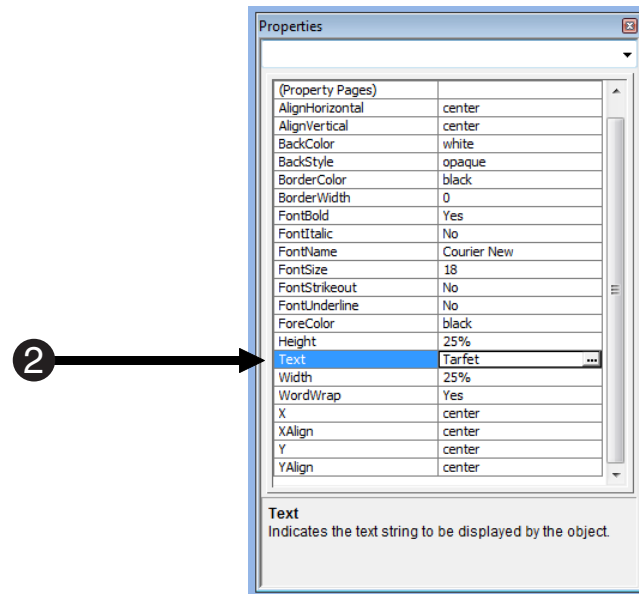 Properties
(Property Pages)
AlignHorizontal center
AlignVertical center
BackColor white
BackStyle opaque
BorderColor black
BorderWidth 0
FontBold Yes
FontItalic No
FontName Courier New
FontSize 18
FontStrikeout No
FontUnderline No
ForeColor black
Height 25%
2 Text Tarfet ...
Width 25%
WordWrap Yes
X center
XAlign center
Y center
YAlign center
Text
Indicates the text string to be displayed by the object.